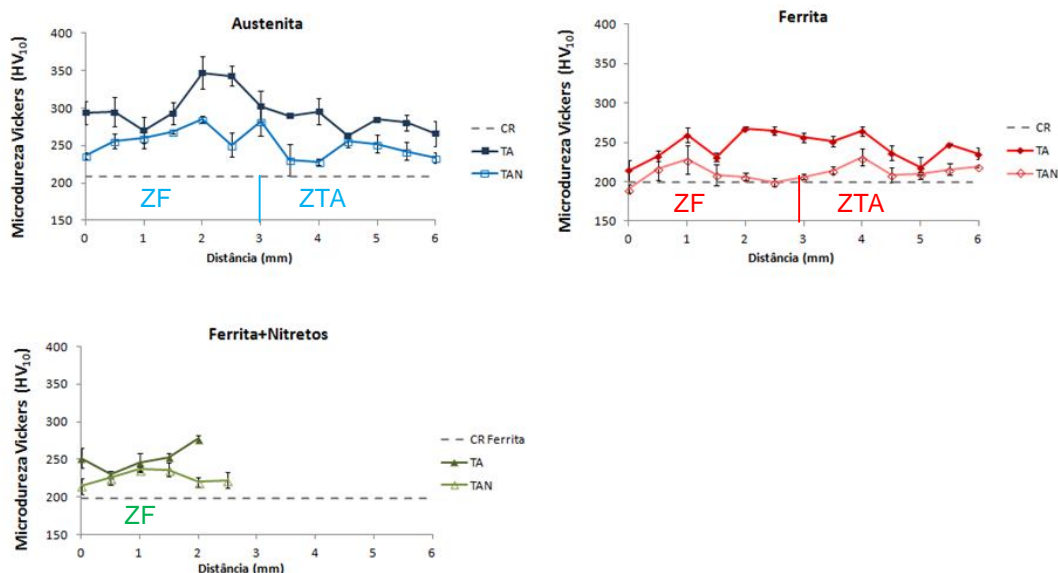 Austenita
Microdureza Vickers (HV10)
400
350
300
250
200
150
0 1 2 3 4 5 6
Distância (mm)
ZF
ZTA
CR
TA
TAN
Ferrita
Microdureza Vickers (HV10)
400
350
300
250
200
150
0 1 2 3 4 5 6
Distância (mm)
ZF
ZTA
CR
TA
TAN
Ferrita+Nitretos
Microdureza Vickers (HV10)
400
350
300
250
200
150
0 1 2 3 4 5 6
Distância (mm)
ZF
CR Ferrita
TA
TAN